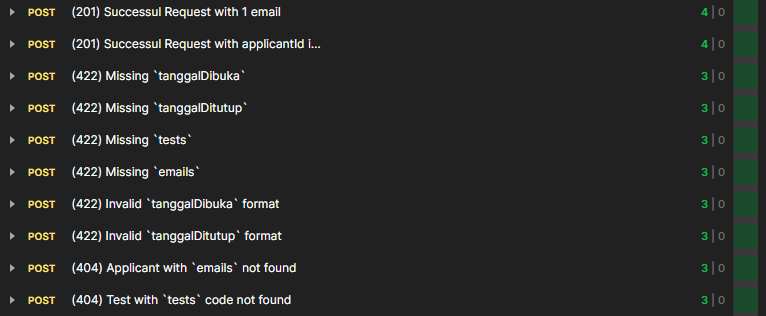 POST (201) Successul Request with 1 email 4 | 0
POST (201) Successul Request with applicantId i... 4 | 0
POST (422) Missing `tanggalDibuka` 3 | 0
POST (422) Missing `tanggalDitutup` 3 | 0
POST (422) Missing `tests` 3 | 0
POST (422) Missing `emails` 3 | 0
POST (422) Invalid `tanggalDibuka` format 3 | 0
POST (422) Invalid `tanggalDitutup` format 3 | 0
POST (404) Applicant with `emails` not found 3 | 0
POST (404) Test with `tests` code not found 3 | 0